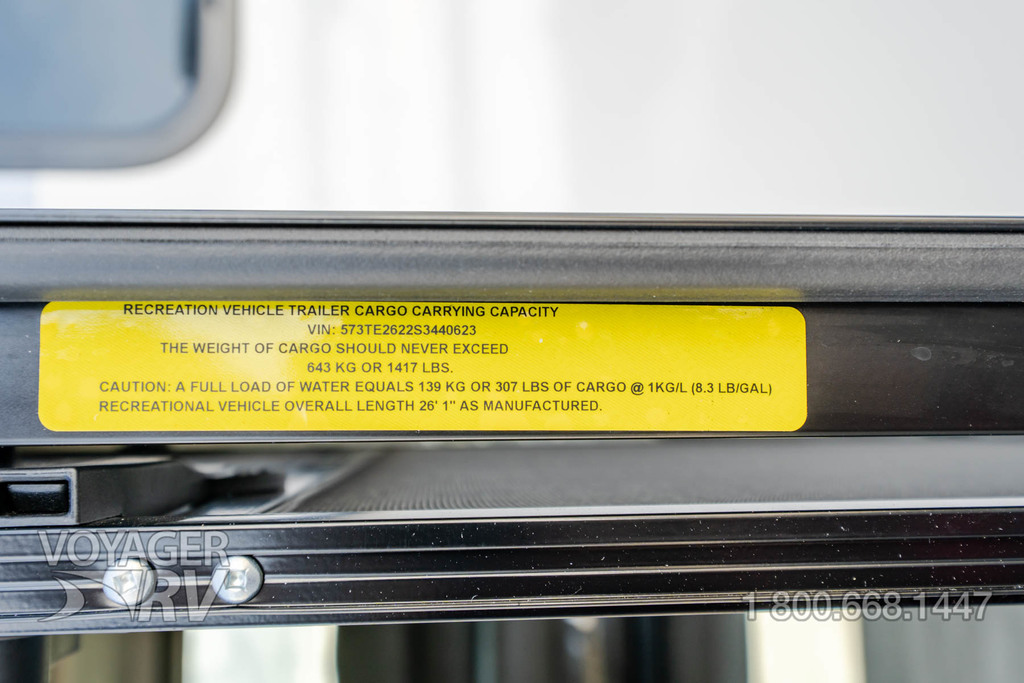 RECREATION VEHICLE TRAILER CARGO CARRYING CAPACITY
VIN: 573TE2622S3440623
THE WEIGHT OF CARGO SHOULD NEVER EXCEED
643 KG OR 1417 LBS.
CAUTION: A FULL LOAD OF WATER EQUALS 139 KG OR 307 LBS OF CARGO @ 1KG/L (8.3 LB/GAL)
RECREATIONAL VEHICLE OVERALL LENGTH 26' 1" AS MANUFACTURED.
VOYAGER
RV
1 800.668.1447